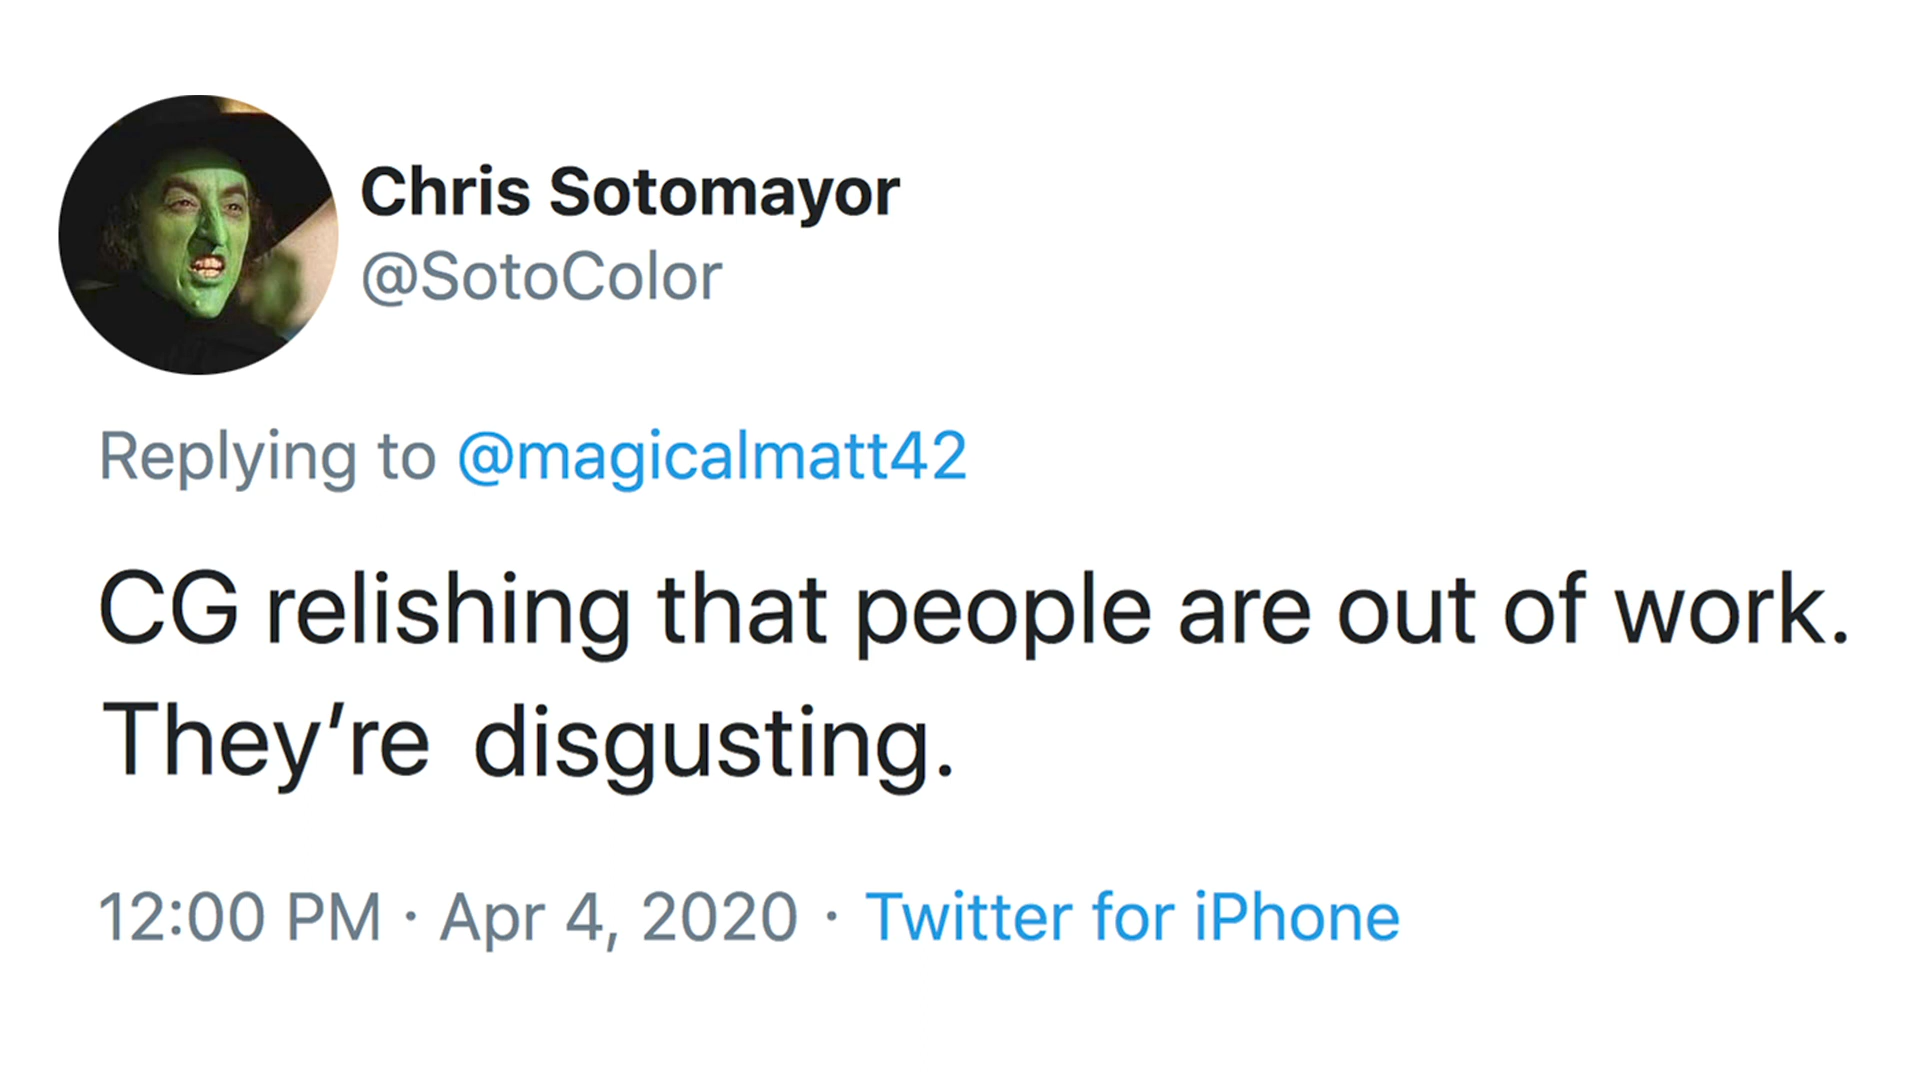 Chris Sotomayor
@SotoColor
Replying to @magicalmatt42
CG relishing that people are out of work.
They’re disgusting.
12:00 PM · Apr 4, 2020 · Twitter for iPhone